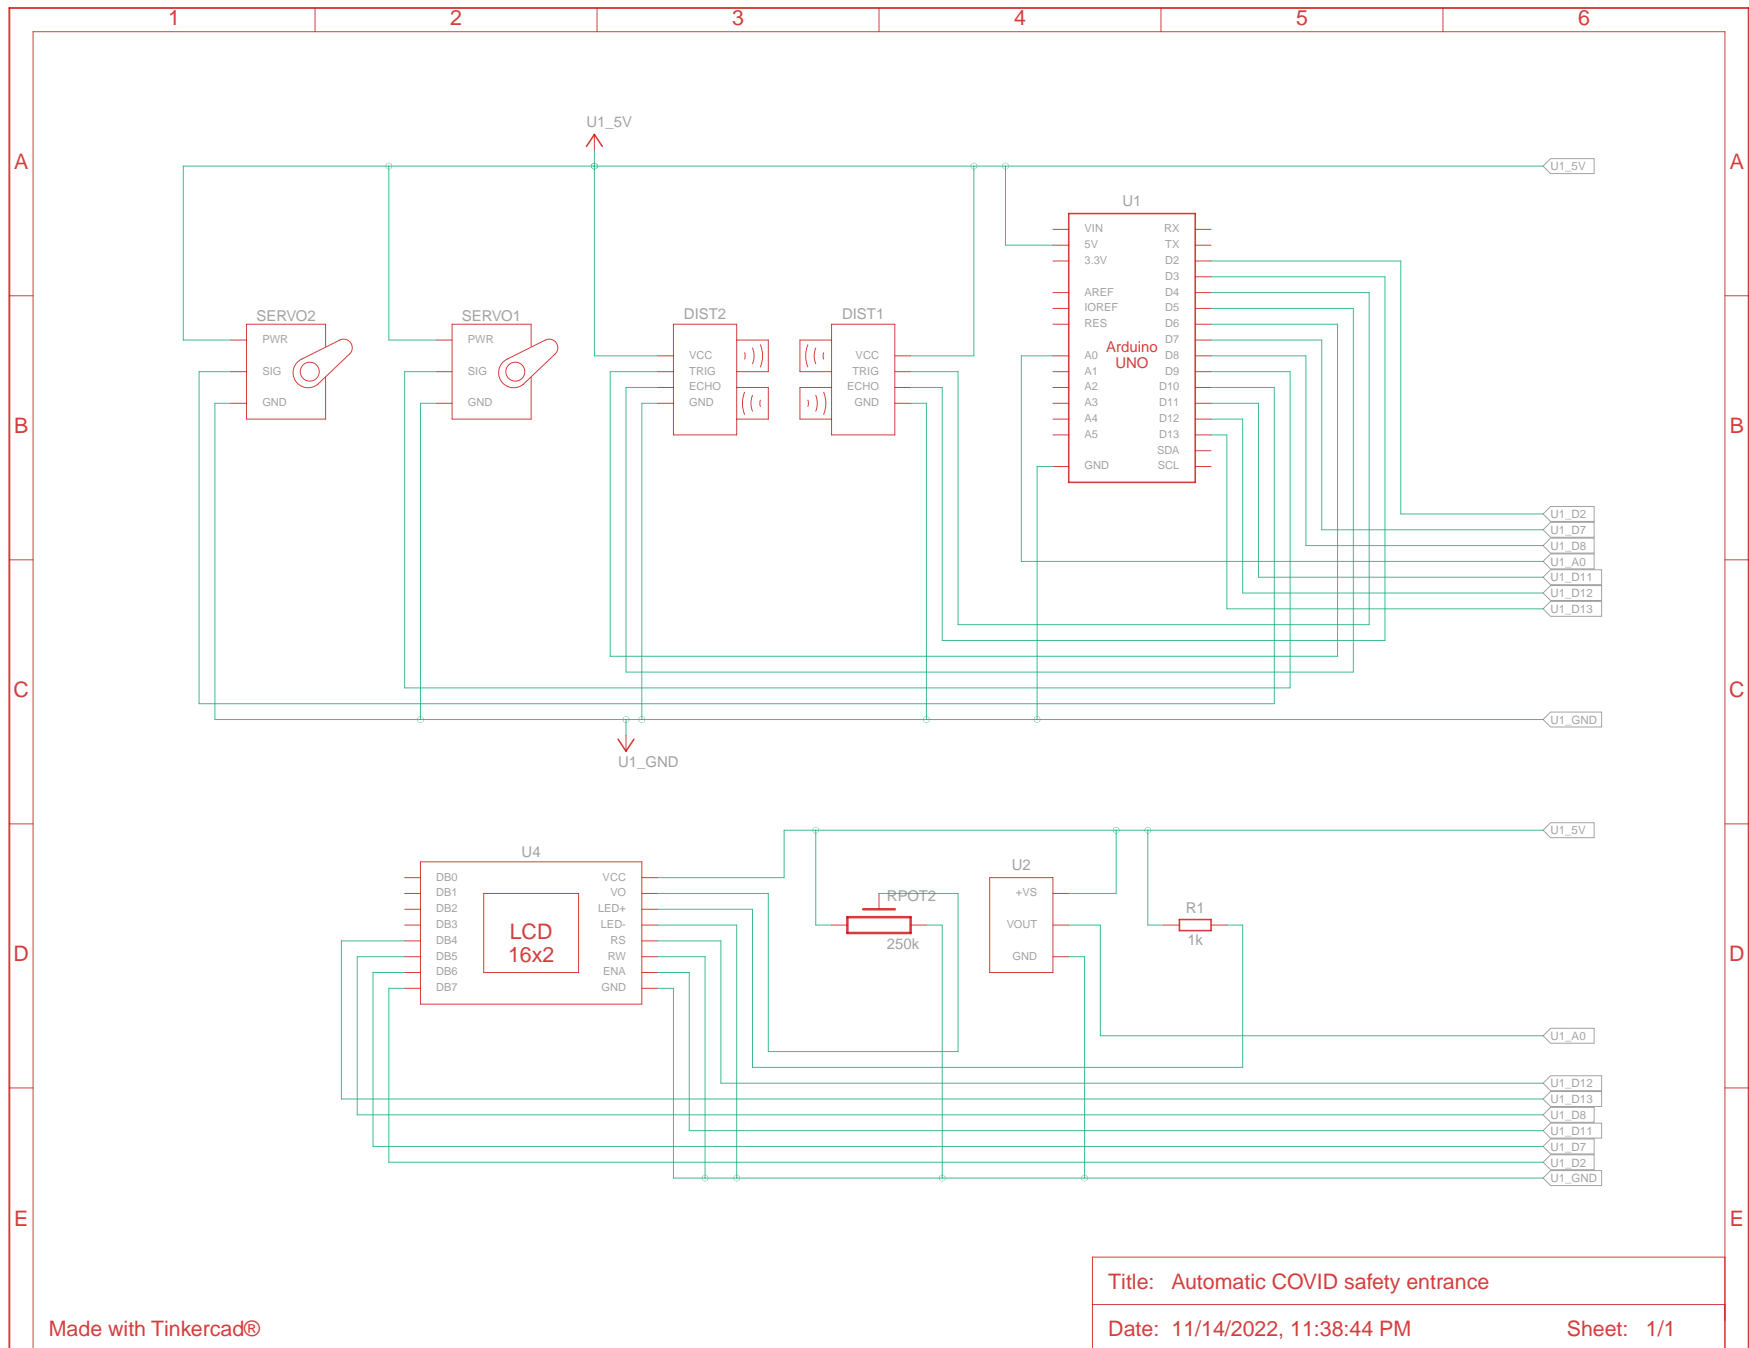 1 2 3 4 5 6
U1_5V
A A
U1_5V
U1
VIN RX
5V TX
3.3V D2
D3
AREF D4
IOREF D5
RES D6
D7
A0 D8
A1 D9
A2 D10
A3 D11
A4 D12
A5 D13
SDA
GND SCL
Arduino
UNO
SERVO2
PWR
SIG
GND
SERVO1
PWR
SIG
GND
DIST2
VCC
TRIG
ECHO
GND
DIST1
VCC
TRIG
ECHO
GND
B B
U1_D2
U1_D7
U1_D8
U1_A0
U1_D11
U1_D12
U1_D13
C C
U1_GND
U1_GND
U1_5V
U4
DB0 VCC
DB1 VO
DB2 LED+
DB3 LED-
DB4 RS
DB5 RW
DB6 ENA
DB7 GND
LCD
16x2
RPOT2
250k
U2
+VS
VOUT
GND
R1
1k
D D
U1_A0
U1_D12
U1_D13
U1_D8
U1_D11
U1_D7
U1_D2
U1_GND
E E
Title: Automatic COVID safety entrance
Made with Tinkercad®
Date: 11/14/2022, 11:38:44 PM Sheet: 1/1